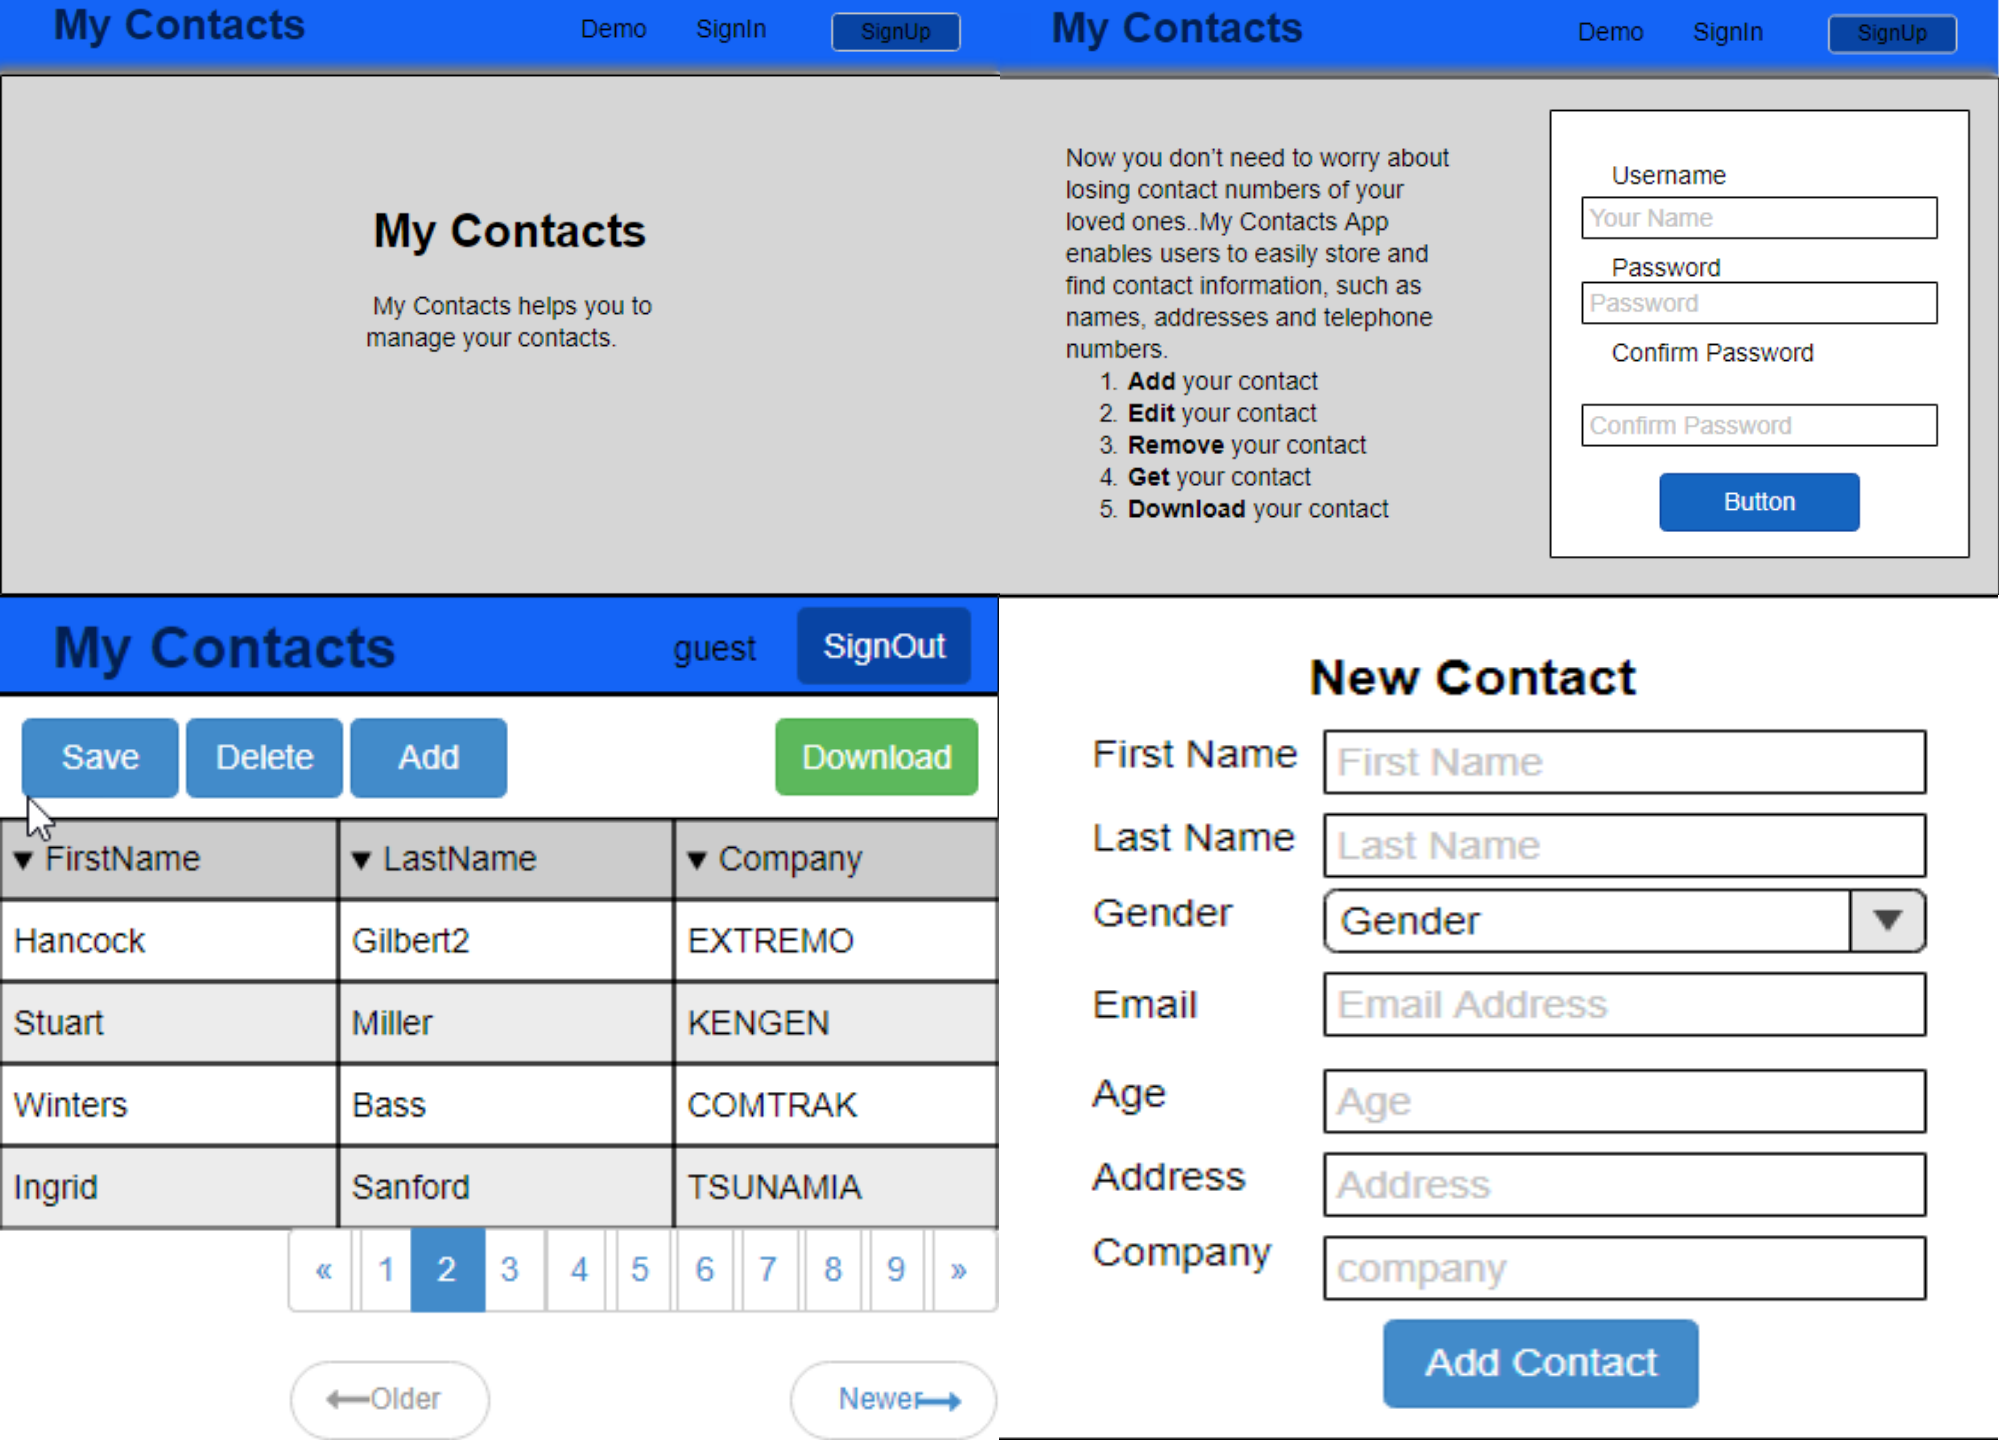 My Contacts Demo SignIn SignUp
My Contacts
My Contacts helps you to
manage your contacts.
My Contacts Demo SignIn SignUp
Now you don't need to worry about
losing contact numbers of your
loved ones..My Contacts App
enables users to easily store and
find contact information, such as
names, addresses and telephone
numbers.
1. Add your contact
2. Edit your contact
3. Remove your contact
4. Get your contact
5. Download your contact
Username
Your Name
Password
Password
Confirm Password
Confirm Password
Button
My Contacts guest SignOut
Save Delete Add Download
▼ FirstName ▼ LastName ▼ Company
Hancock Gilbert2 EXTREMO
Stuart Miller KENGEN
Winters Bass COMTRAK
Ingrid Sanford TSUNAMIA
« 1 2 3 4 5 6 7 8 9 »
Older Newer
New Contact
First Name First Name
Last Name Last Name
Gender Gender
Email Email Address
Age Age
Address Address
Company company
Add Contact